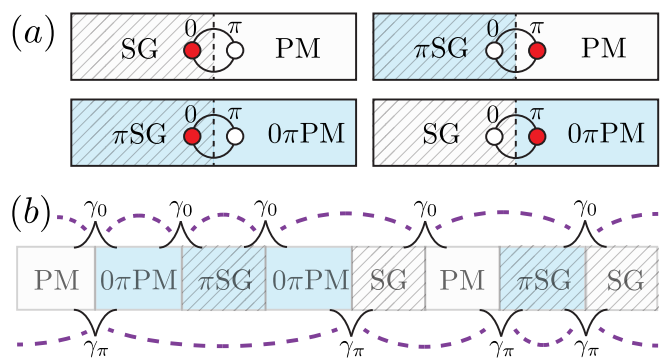 (a)
0 π
SG PM
0 π
πSG PM
0 π
πSG 0πPM
0 π
SG 0πPM
(b)
γ0 γ0 γ0 γ0 γ0
PM 0πPM πSG 0πPM SG PM πSG SG
γπ γπ γπ γπ